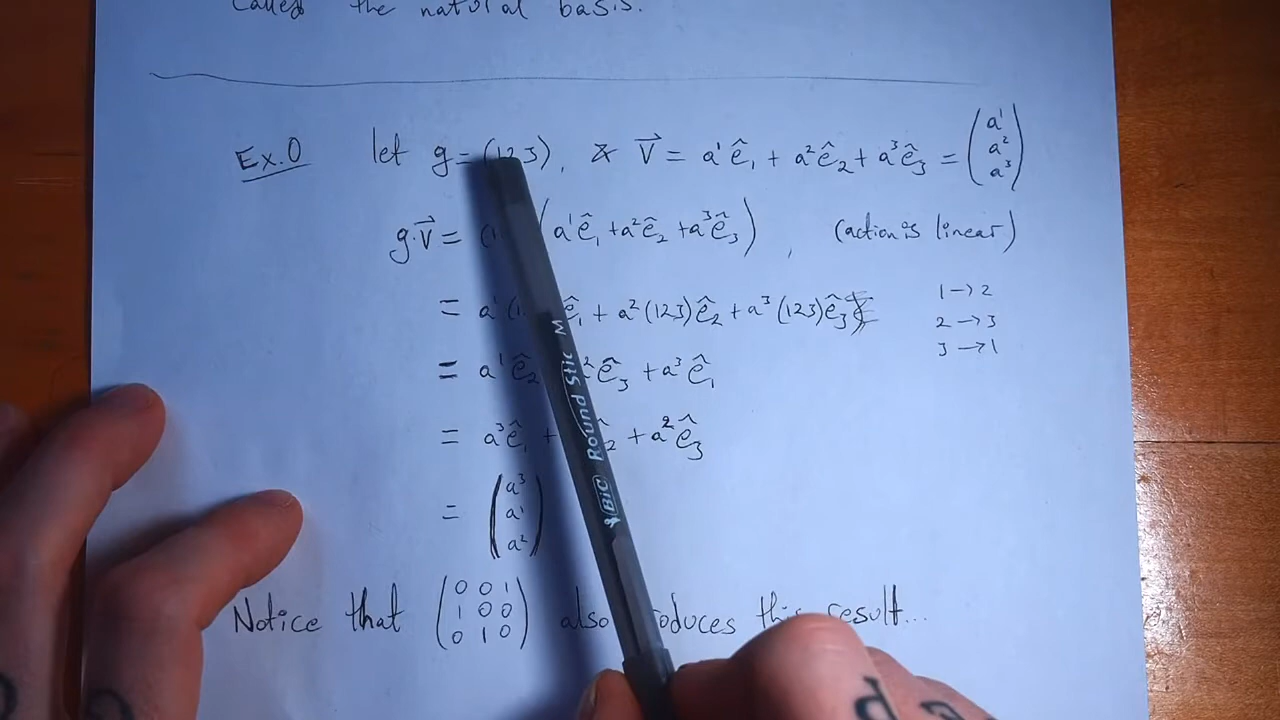 called the natural basis.
Ex.0 let g = (123), & V⃗ = a¹ê₁ + a²ê₂ + a³ê₃ = (a¹ a² a³)
g·V⃗ = (a¹ê₁ + a²ê₂ + a³ê₃), (action is linear)
= a¹ ê₁ + a²(123)ê₂ + a³(123)ê₃ 1 → 2
2 → 3
3 → 1
= a¹ê₂ ²ê₃ + a³ê₁
= a³ê₁ + ₂ + a²ê₃
= (a³ a¹ a²)
Notice that (0 0 1
1 0 0
0 1 0) also this result...
BIC Round Stic M